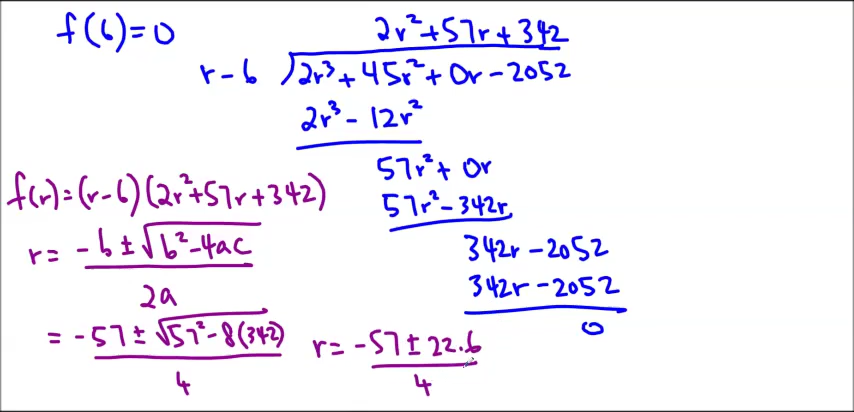 f(6)=0
2r²+57r+342
r-6 )2r³+45r²+0r-2052
2r³-12r²
57r²+0r
57r²-342r
342r-2052
342r-2052
0
f(r)=(r-6)(2r²+57r+342)
r= -b±√b²-4ac
2a
= -57±√57²-8(342)
4
r= -57±22.6
4